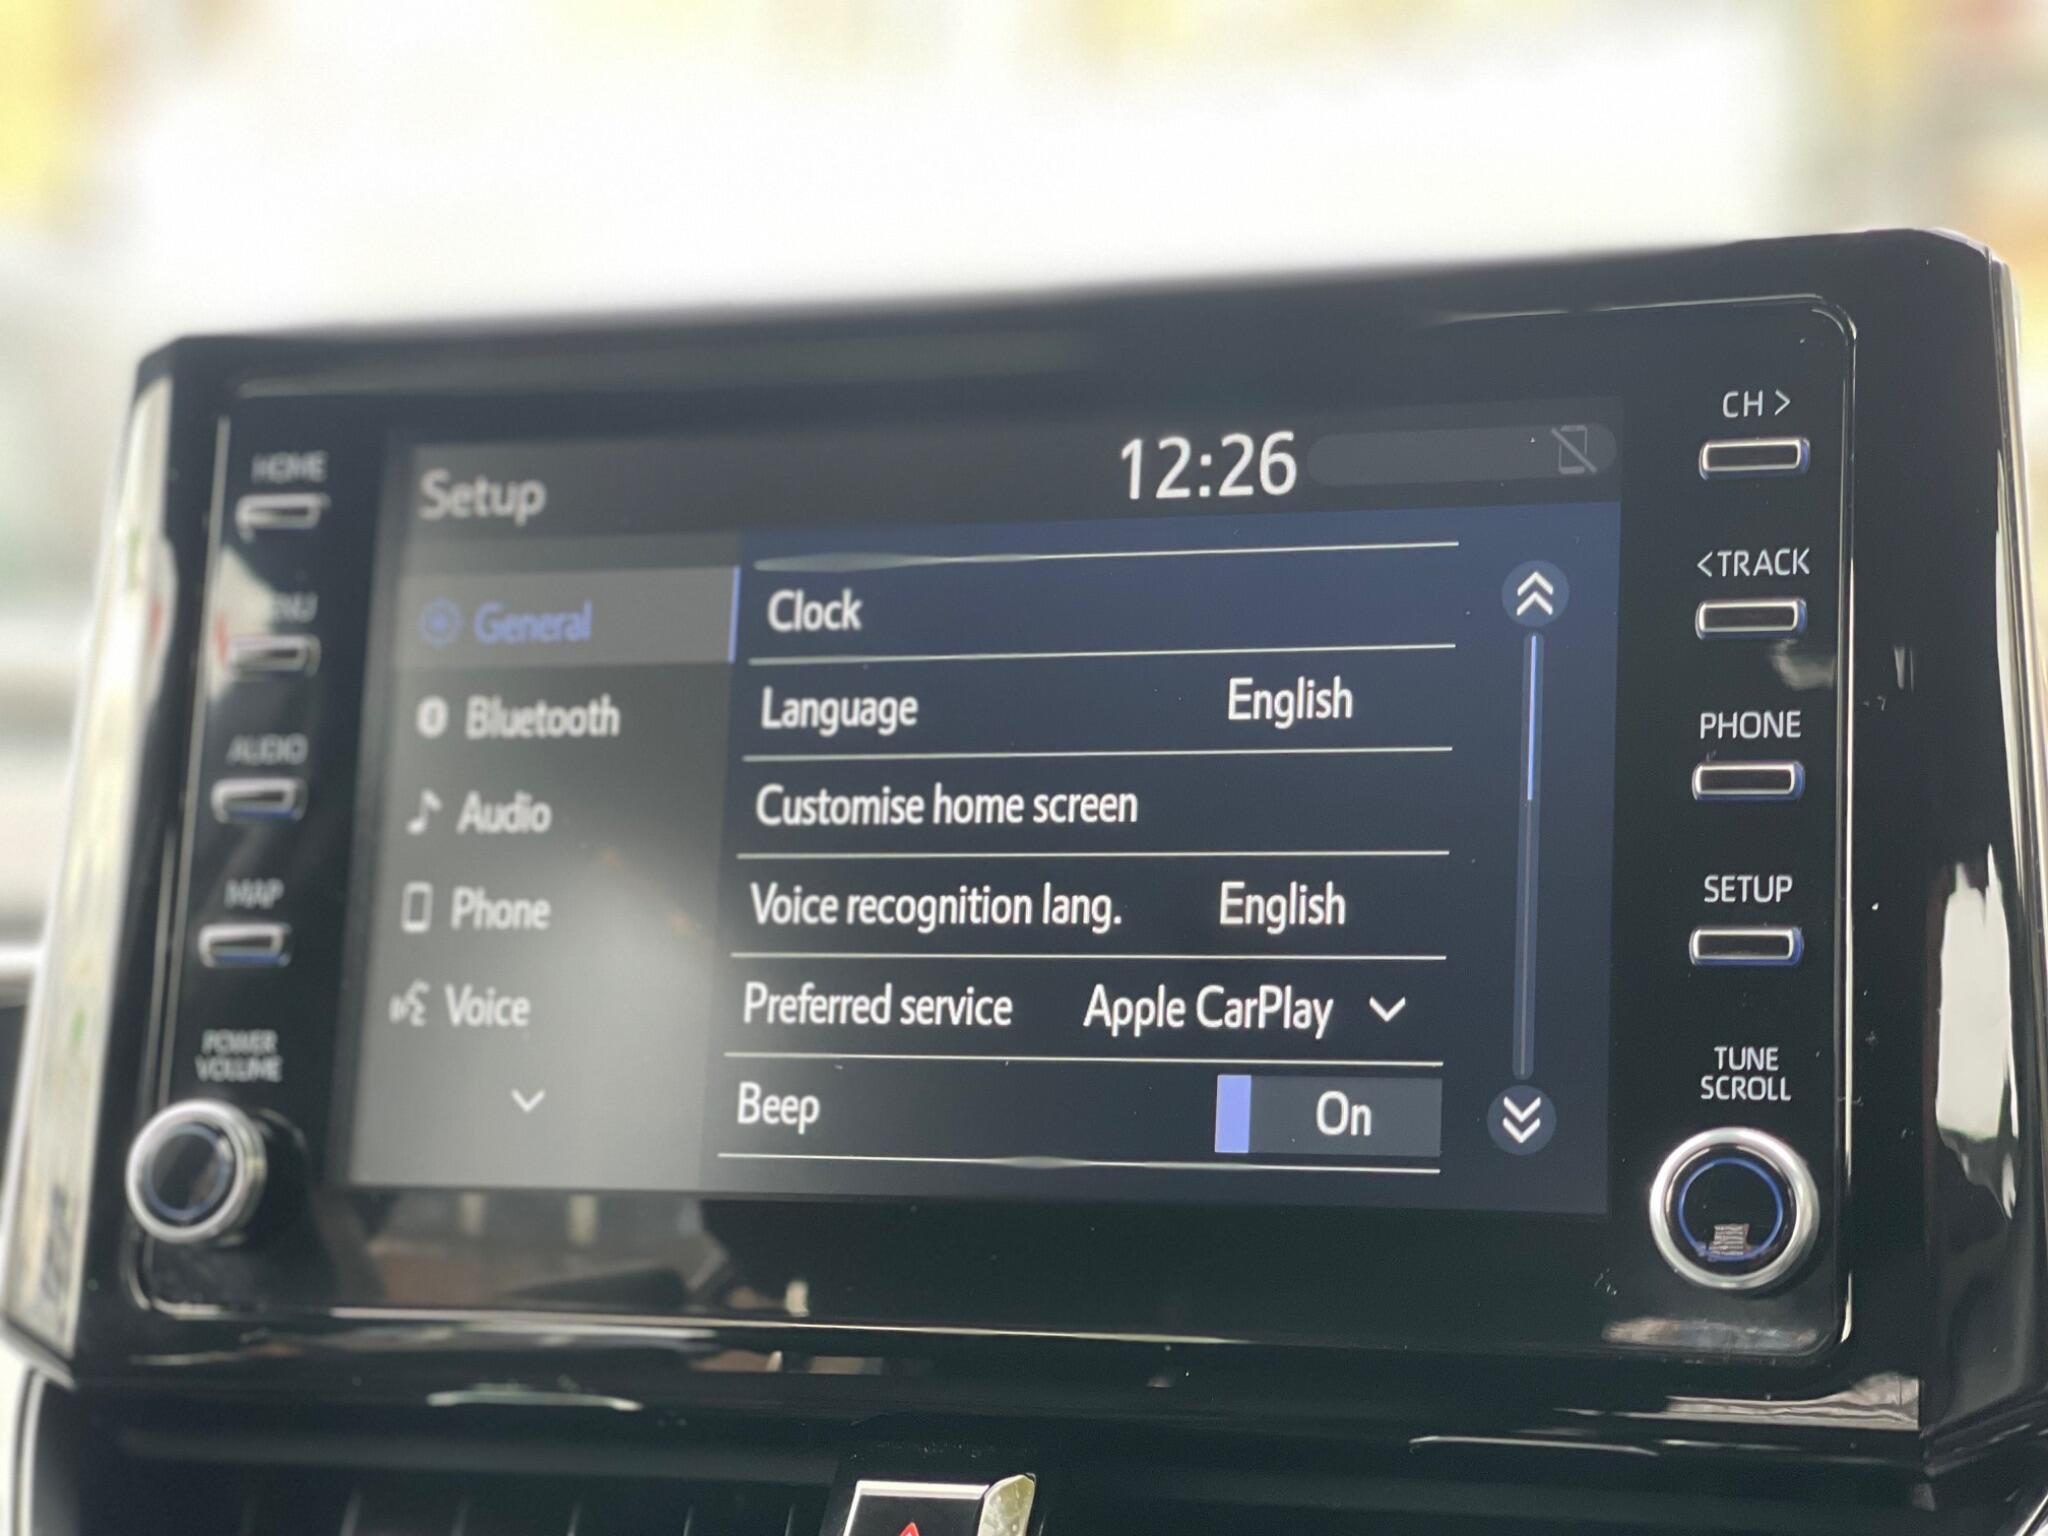 HOME
MENU
AUDIO
MAP
POWER
VOLUME
Setup
12:26
General
Bluetooth
Audio
Phone
Voice
Clock
Language English
Customise home screen
Voice recognition lang. English
Preferred service Apple CarPlay
Beep On
CH >
<TRACK
PHONE
SETUP
TUNE
SCROLL